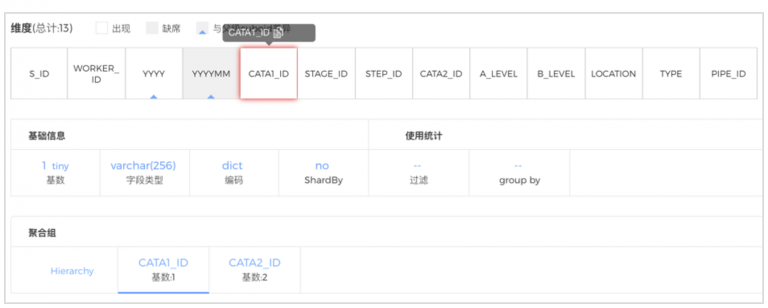 维度(总计:13) 出现 缺席 与
CATA1_ID
S_ID WORKER_ID YYYY YYYYMM CATA1_ID STAGE_ID STEP_ID CATA2_ID A_LEVEL B_LEVEL LOCATION TYPE PIPE_ID
基础信息 使用统计
1 tiny varchar(256) dict no -- --
基数 字段类型 编码 ShardBy 过滤 group by
聚合组
Hierarchy CATA1_ID CATA2_ID
基数:1 基数:2